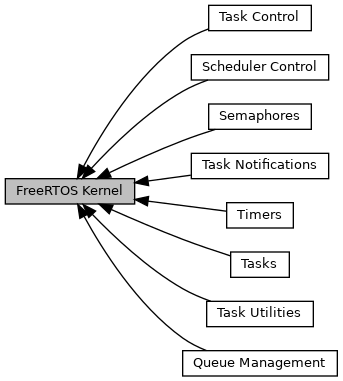 Task Control
Scheduler Control
Semaphores
Task Notifications
FreeRTOS Kernel
Timers
Tasks
Task Utilities
Queue Management